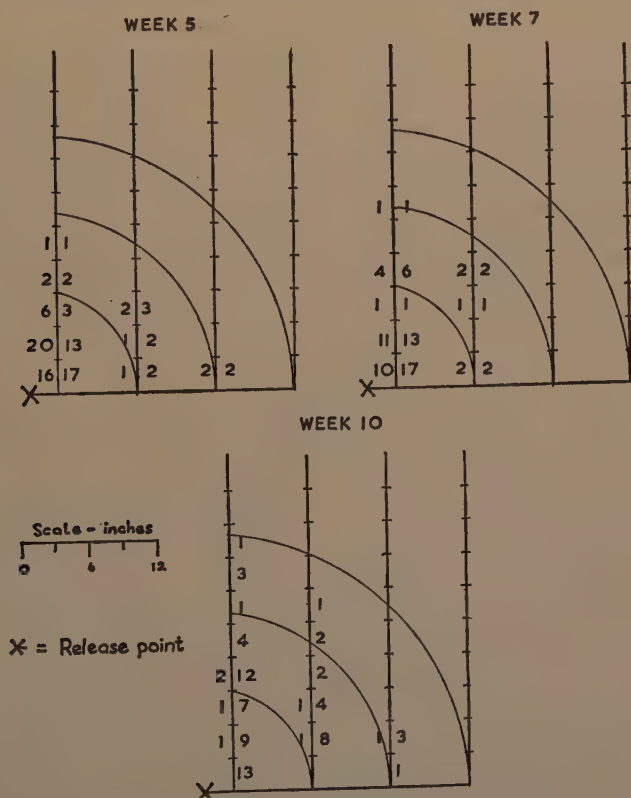 WEEK 5
WEEK 7
1 1
2 2
6 3 2 3
20 13 1 2
16 17 1 2 2 2
X
1 1
4 6 2 2
1 1 1 1
11 13
10 17 2 2
X
WEEK 10
Scale - inches
0 6 12
X = Release point
1
3
1 1
4 2
2 12 2
1 7 1 4
1 9 1 8 1 3
13 1
X